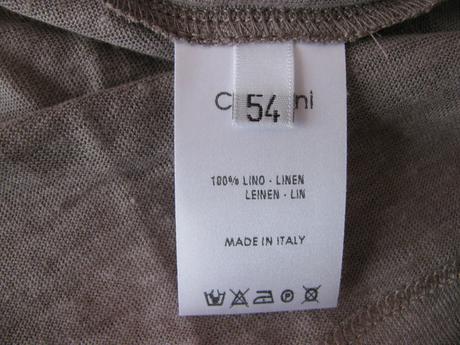 54
100% LINO - LINEN
LEINEN - LIN
MADE IN ITALY
P